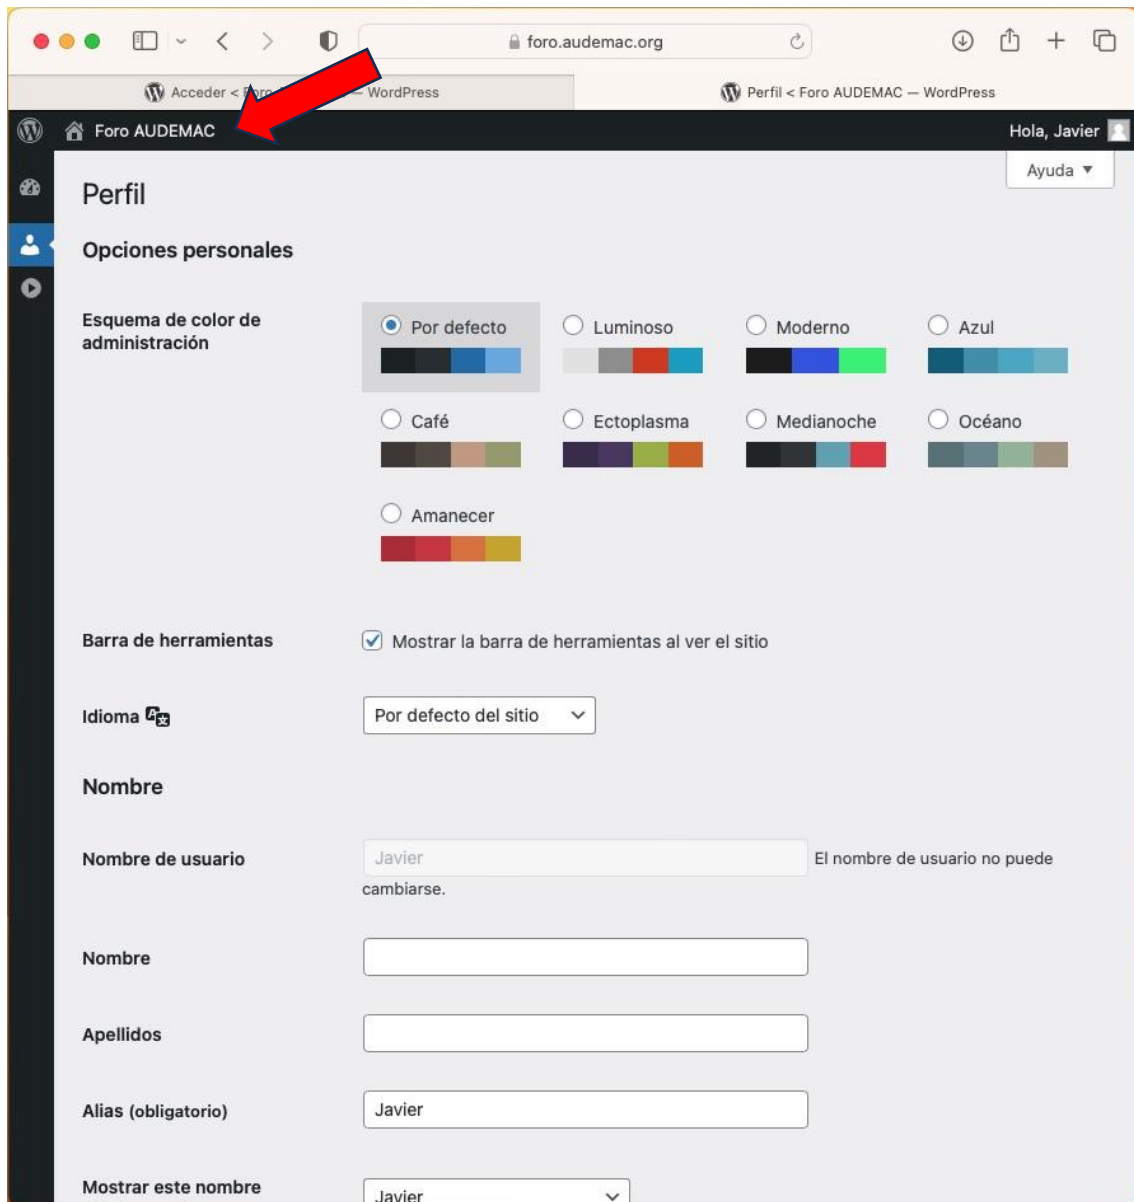 foro.audemac.org
Acceder < Foro — WordPress
Perfil < Foro AUDEMAC — WordPress
Foro AUDEMAC
Hola, Javier
Ayuda ▼
Perfil
Opciones personales
Esquema de color de
administración
Por defecto
Luminoso
Moderno
Azul
Café
Ectoplasma
Medianoche
Océano
Amanecer
Barra de herramientas
Mostrar la barra de herramientas al ver el sitio
Idioma
Por defecto del sitio
Nombre
Nombre de usuario
Javier
El nombre de usuario no puede
cambiarse.
Nombre
Apellidos
Alias (obligatorio)
Javier
Mostrar este nombre
Javier